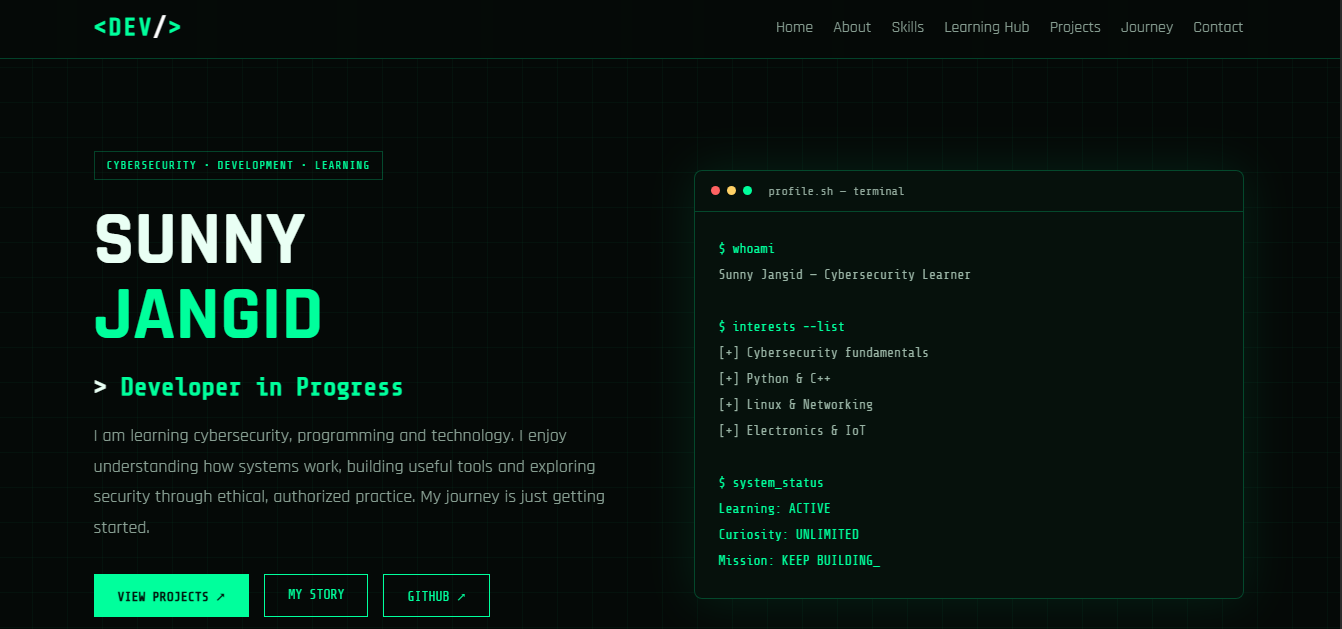 <DEV/>
Home About Skills Learning Hub Projects Journey Contact
CYBERSECURITY • DEVELOPMENT • LEARNING
SUNNY
JANGID
> Developer in Progress
I am learning cybersecurity, programming and technology. I enjoy
understanding how systems work, building useful tools and exploring
security through ethical, authorized practice. My journey is just getting
started.
VIEW PROJECTS ↗ MY STORY GITHUB ↗
profile.sh — terminal
$ whoami
Sunny Jangid — Cybersecurity Learner
$ interests --list
[+] Cybersecurity fundamentals
[+] Python & C++
[+] Linux & Networking
[+] Electronics & IoT
$ system_status
Learning: ACTIVE
Curiosity: UNLIMITED
Mission: KEEP BUILDING_